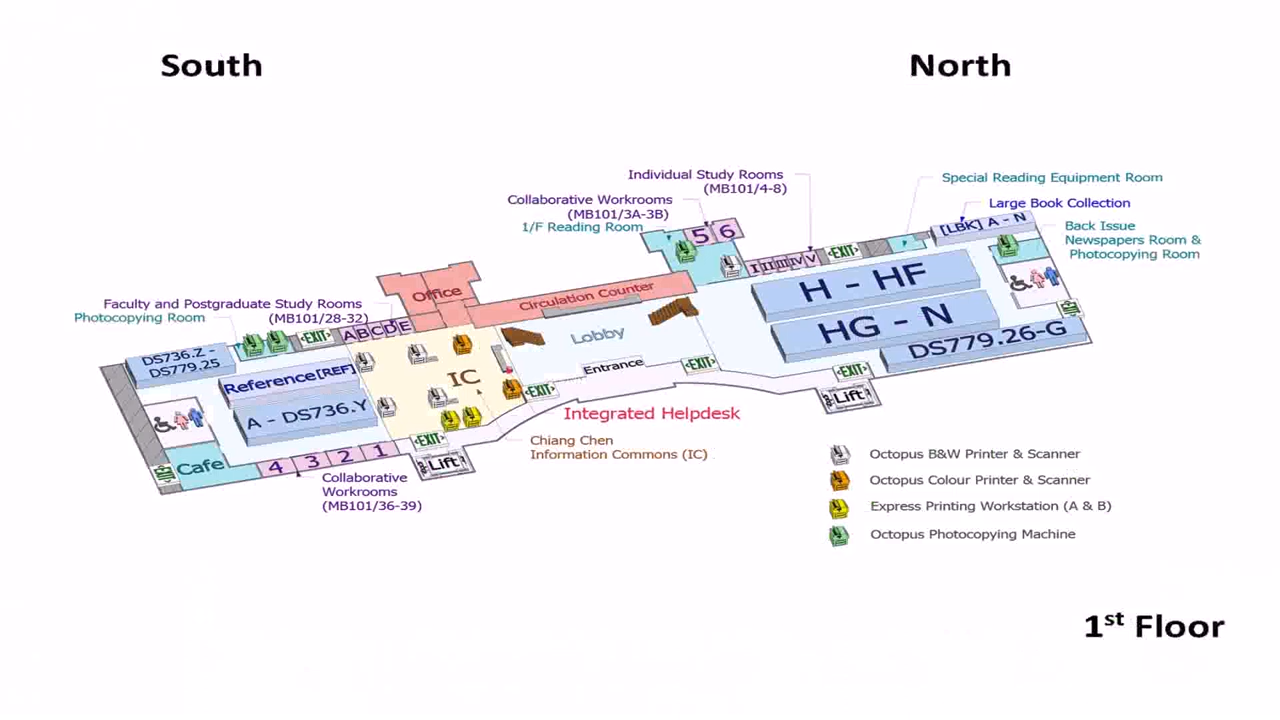 South
North
Individual Study Rooms
(MB101/4-8)
Special Reading Equipment Room
Collaborative Workrooms
(MB101/3A-3B)
1/F Reading Room
Large Book Collection
[LBK] A - N
Back Issue
Newspapers Room &
Photocopying Room
5 6
I II III IV V
EXIT
H - HF
HG - N
DS779.26-G
Office
Circulation Counter
Lobby
Entrance
EXIT
EXIT
Lift
Faculty and Postgraduate Study Rooms
(MB101/28-32)
Photocopying Room
EXIT
A B C D E
DS736.Z -
DS779.25
Reference[REF]
A - DS736.Y
IC
EXIT
Integrated Helpdesk
Chiang Chen
Information Commons (IC)
EXIT
Lift
Cafe
4 3 2 1
Collaborative
Workrooms
(MB101/36-39)
Octopus B&W Printer & Scanner
Octopus Colour Printer & Scanner
Express Printing Workstation (A & B)
Octopus Photocopying Machine
1st Floor